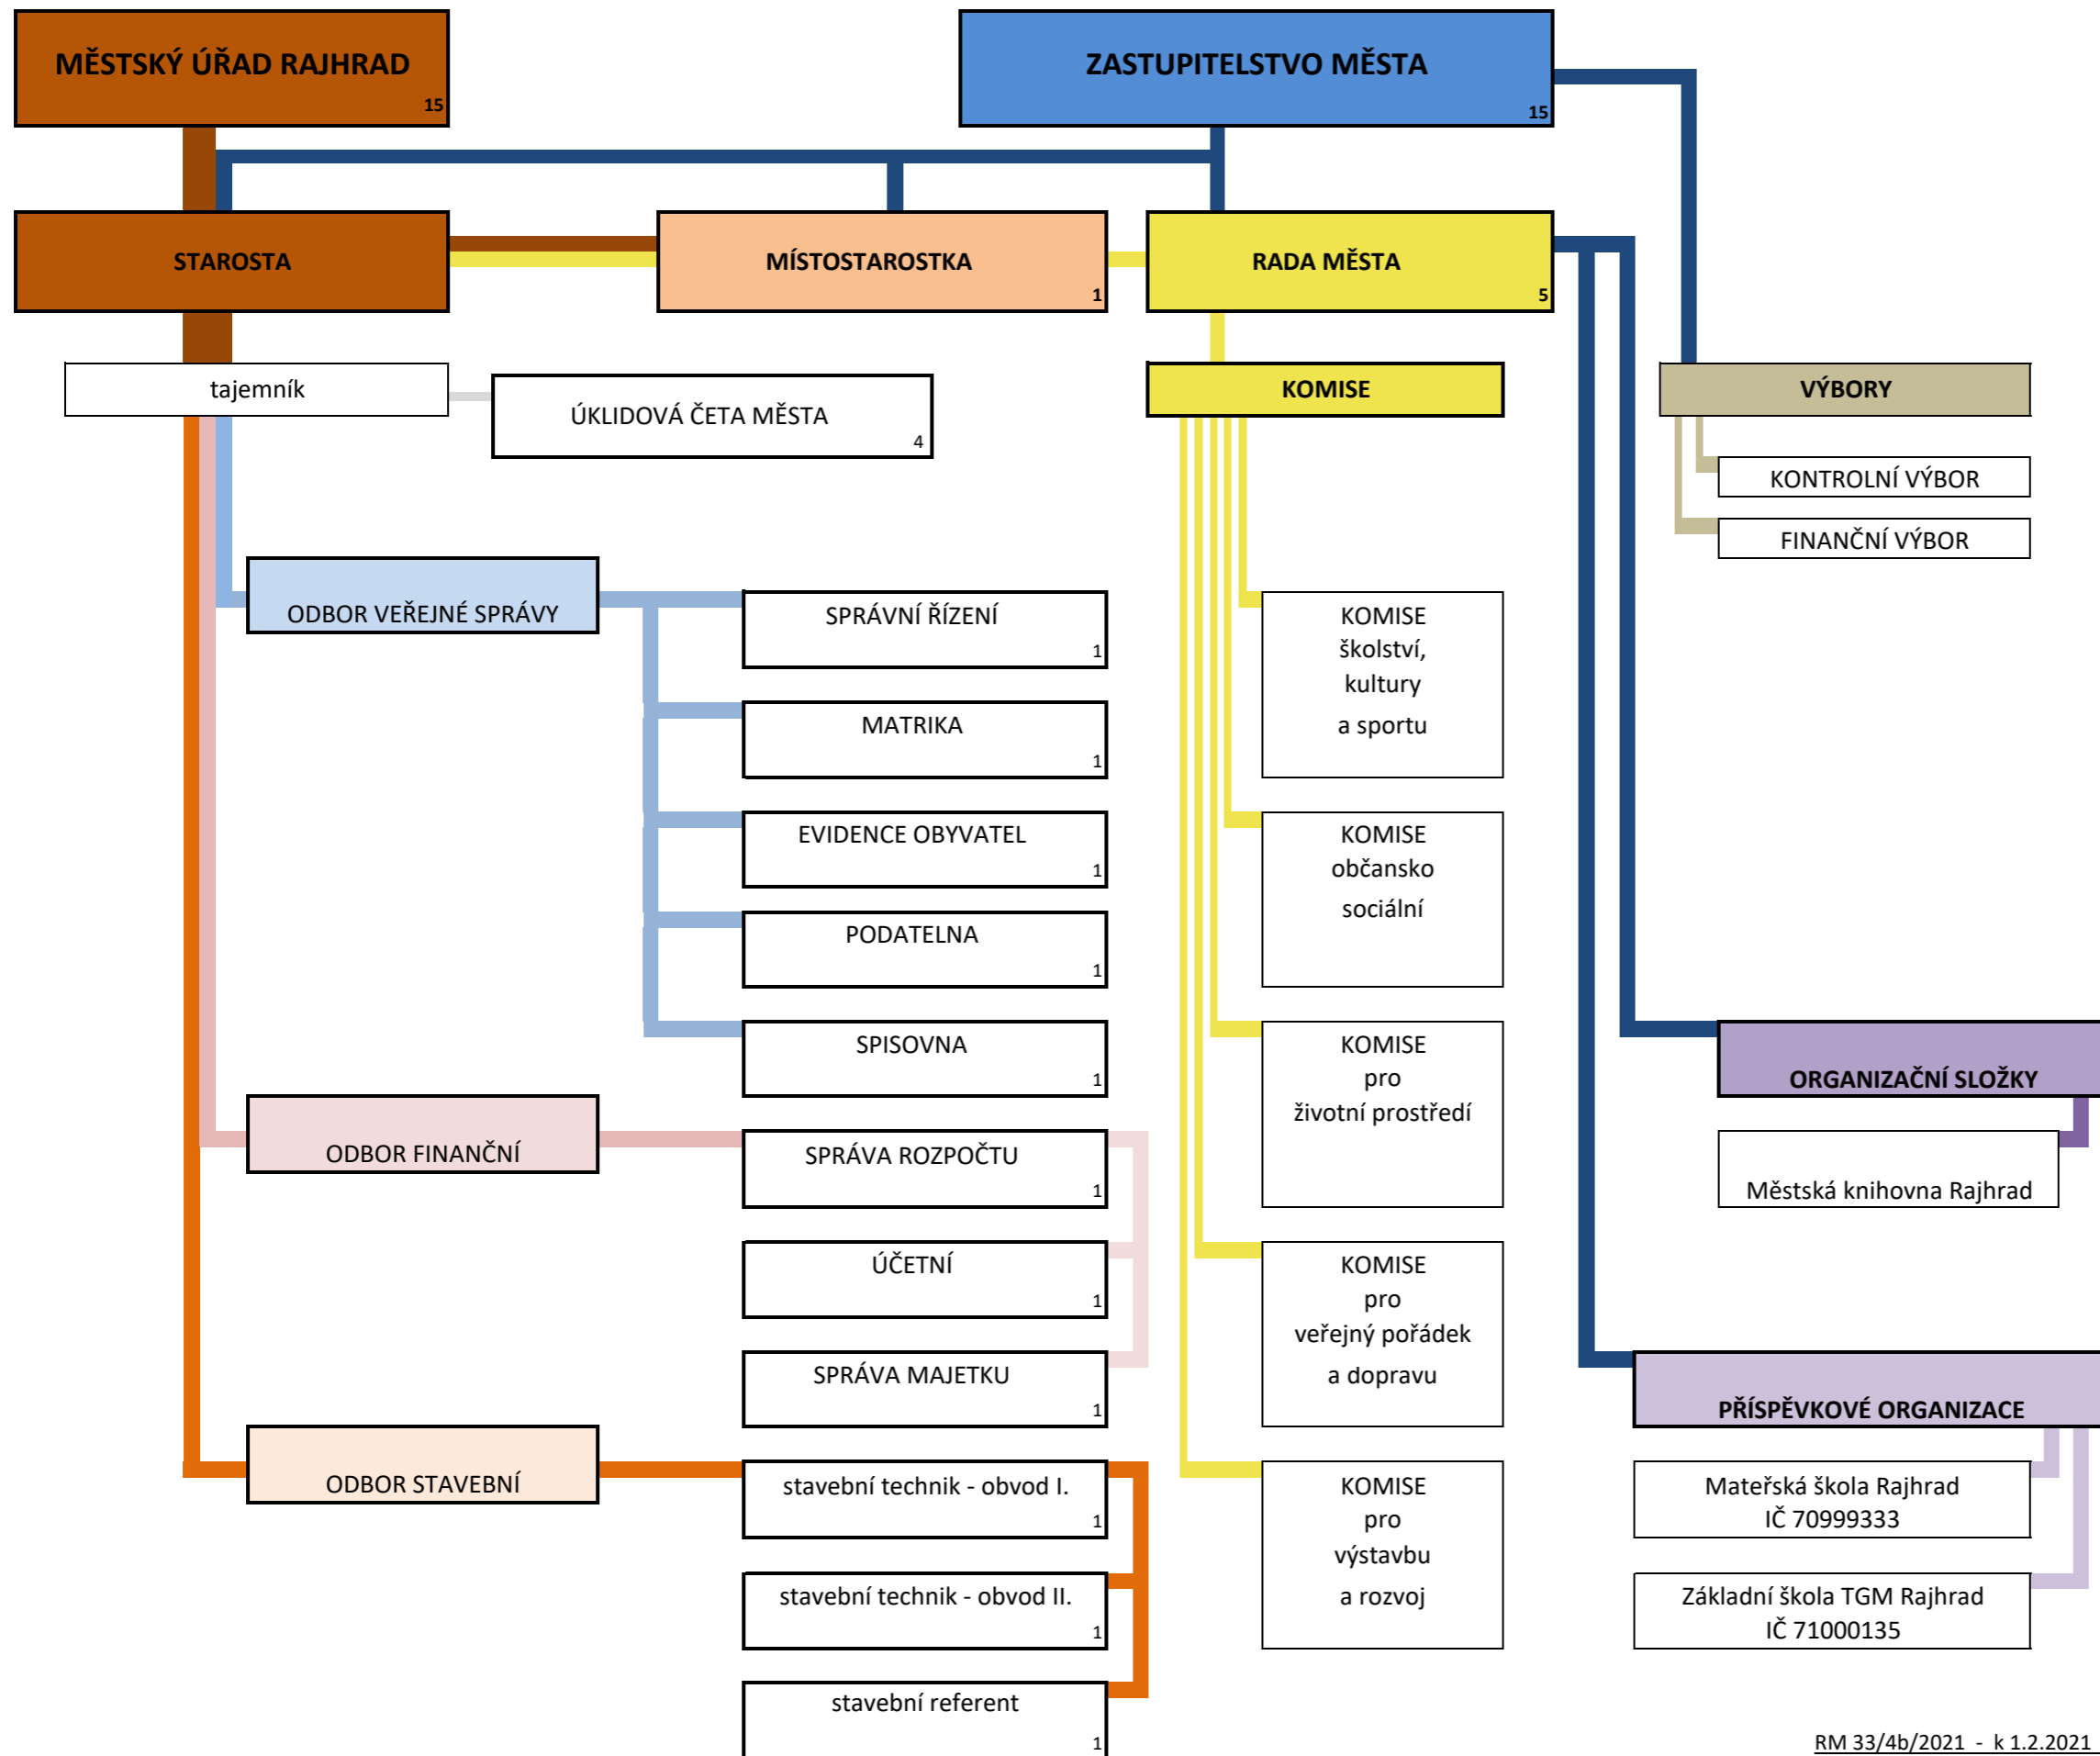 MĚSTSKÝ ÚŘAD RAJHRAD
15
ZASTUPITELSTVO MĚSTA
15
STAROSTA
MÍSTOSTAROSTKA
1
RADA MĚSTA
5
tajemník
ÚKLIDOVÁ ČETA MĚSTA
4
KOMISE
VÝBORY
KONTROLNÍ VÝBOR
FINANČNÍ VÝBOR
ODBOR VEŘEJNÉ SPRÁVY
SPRÁVNÍ ŘÍZENÍ
1
MATRIKA
1
EVIDENCE OBYVATEL
1
PODATELNA
1
SPISOVNA
1
ODBOR FINANČNÍ
SPRÁVA ROZPOČTU
1
ÚČETNÍ
1
SPRÁVA MAJETKU
1
ODBOR STAVEBNÍ
stavební technik - obvod I.
1
stavební technik - obvod II.
1
stavební referent
1
KOMISE
školství,
kultury
a sportu
KOMISE
občansko
sociální
KOMISE
pro
životní prostředí
KOMISE
pro
veřejný pořádek
a dopravu
KOMISE
pro
výstavbu
a rozvoj
ORGANIZAČNÍ SLOŽKY
Městská knihovna Rajhrad
PŘÍSPĚVKOVÉ ORGANIZACE
Mateřská škola Rajhrad
IČ 70999333
Základní škola TGM Rajhrad
IČ 71000135
RM 33/4b/2021 - k 1.2.2021